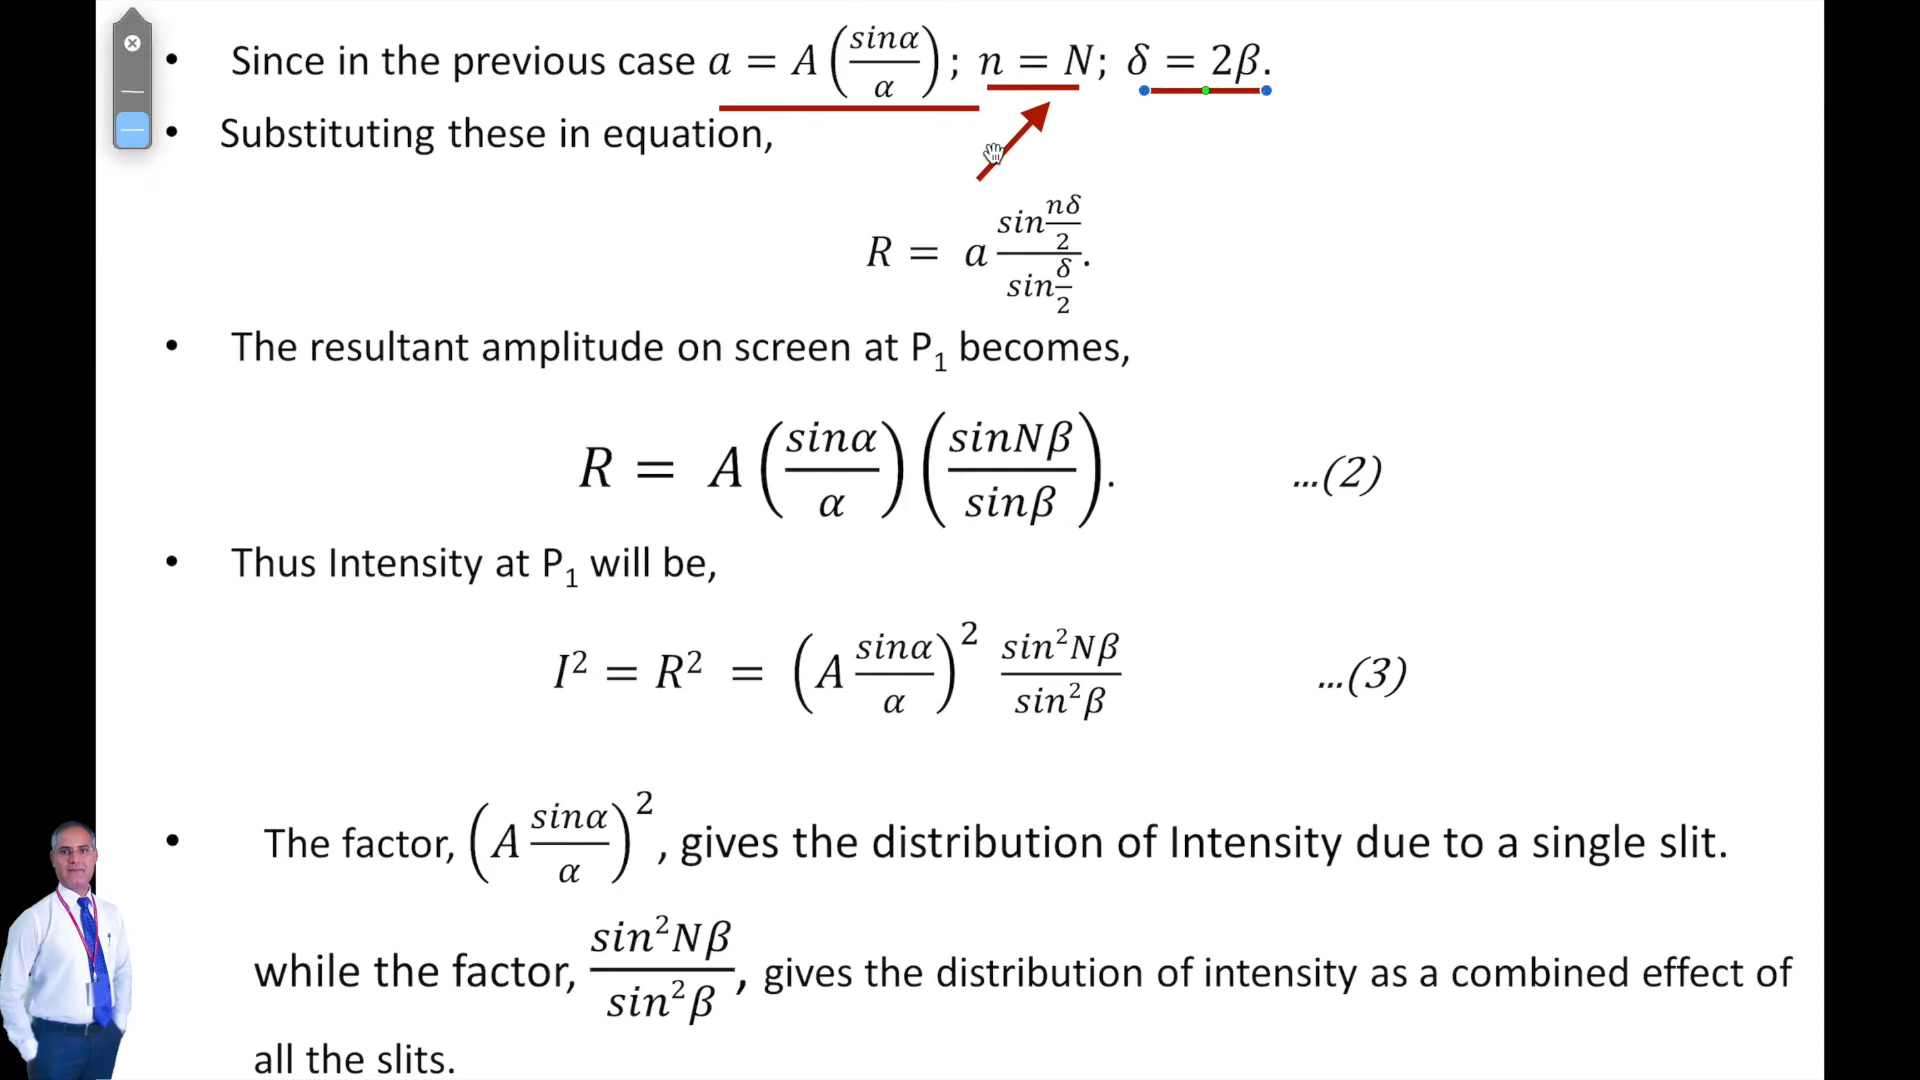 • Since in the previous case a = A(sinα/α); n = N; δ = 2β.
• Substituting these in equation,
R = a sin(nδ/2) / sin(δ/2).
• The resultant amplitude on screen at P₁ becomes,
R = A (sinα/α) (sinNβ/sinβ). ...(2)
• Thus Intensity at P₁ will be,
I² = R² = (A sinα/α)² sin²Nβ/sin²β ...(3)
• The factor, (A sinα/α)², gives the distribution of Intensity due to a single slit.
while the factor, sin²Nβ/sin²β, gives the distribution of intensity as a combined effect of
all the slits.